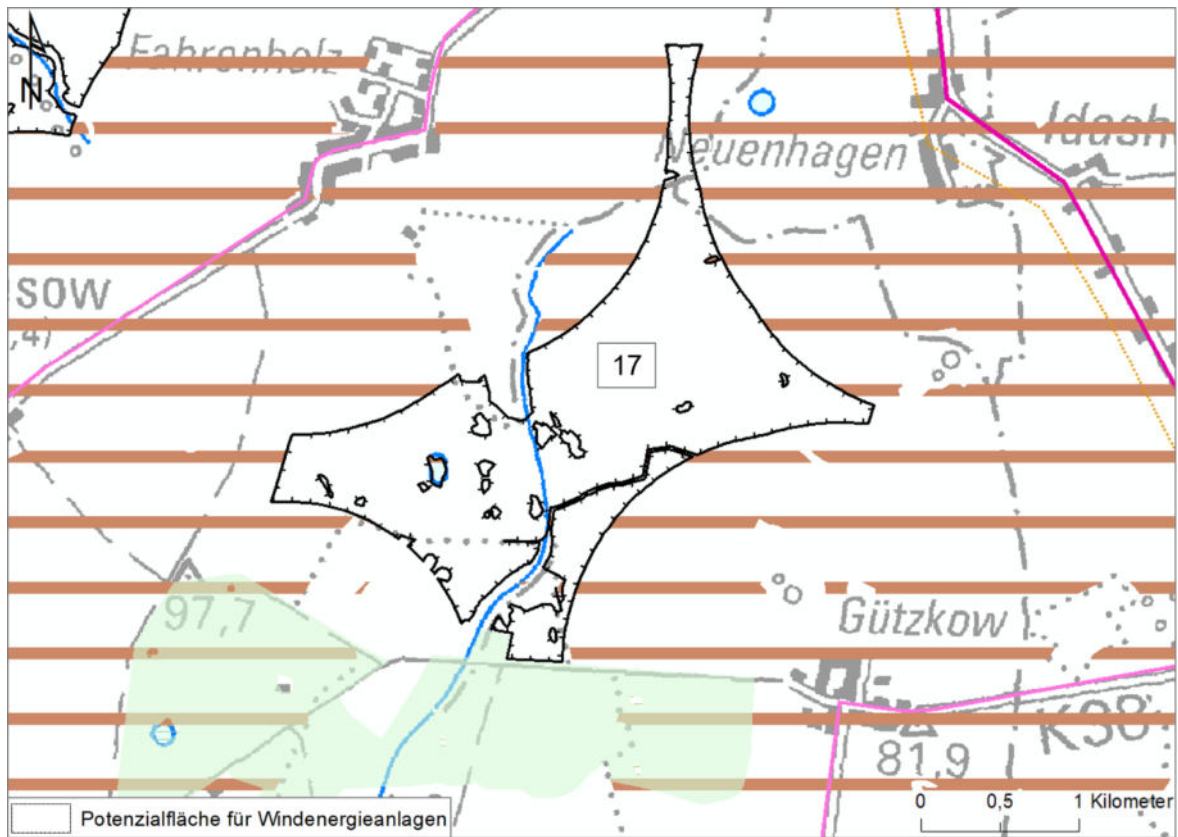 Fahrenholz
N
Neuenhagen
Idash
sow
,4)
17
97,7
Gützkow
K38
81,9
0 0,5 1 Kilometer
Potenzialfläche für Windenergieanlagen